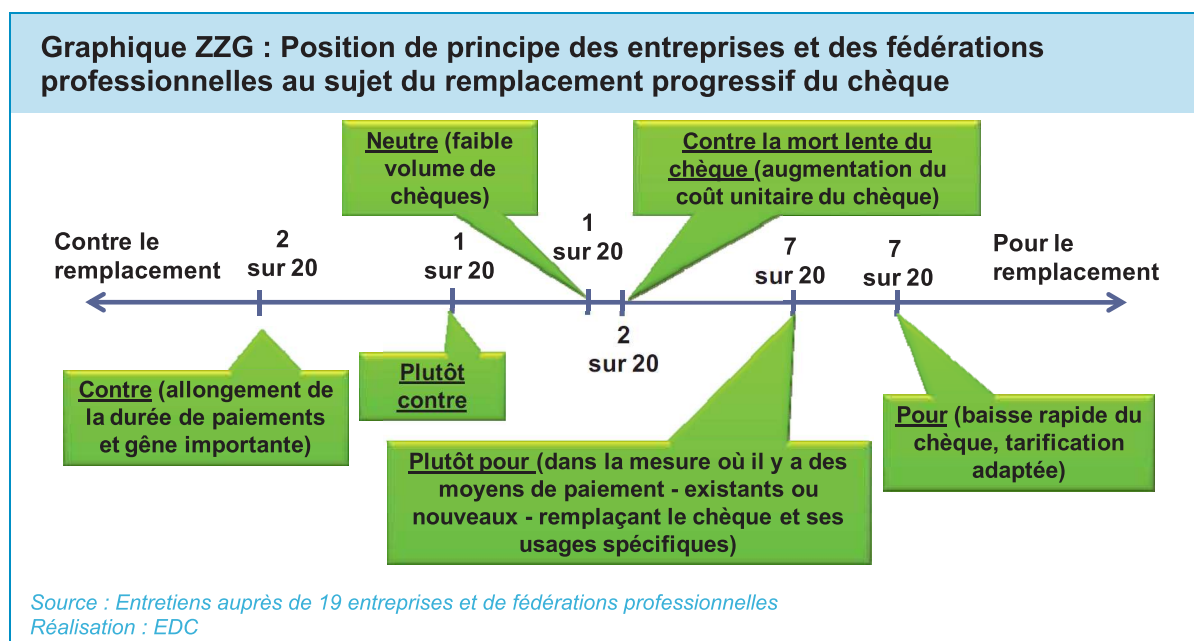 Graphique ZZG : Position de principe des entreprises et des fédérations
professionnelles au sujet du remplacement progressif du chèque
Neutre (faible
volume de
chèques)
Contre la mort lente du
chèque (augmentation du
coût unitaire du chèque)
Contre le
remplacement
2
sur 20
1
sur 20
1
sur 20
2
sur 20
7
sur 20
7
sur 20
Pour le
remplacement
Contre (allongement de
la durée de paiements
et gêne importante)
Plutôt
contre
Plutôt pour (dans la mesure où il y a des
moyens de paiement - existants ou
nouveaux - remplaçant le chèque et ses
usages spécifiques)
Pour (baisse rapide du
chèque, tarification
adaptée)
Source : Entretiens auprès de 19 entreprises et de fédérations professionnelles
Réalisation : EDC